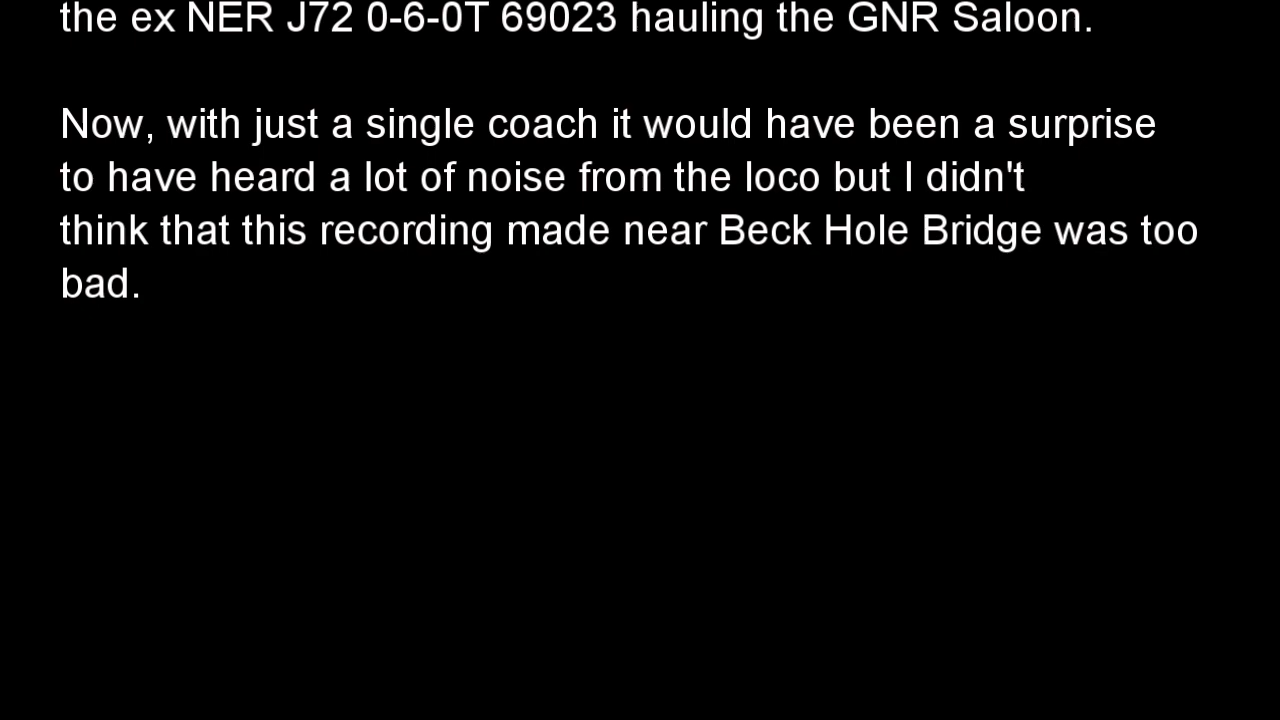 the ex NER J72 0-6-0T 69023 hauling the GNR Saloon.
Now, with just a single coach it would have been a surprise
to have heard a lot of noise from the loco but I didn't
think that this recording made near Beck Hole Bridge was too
bad.